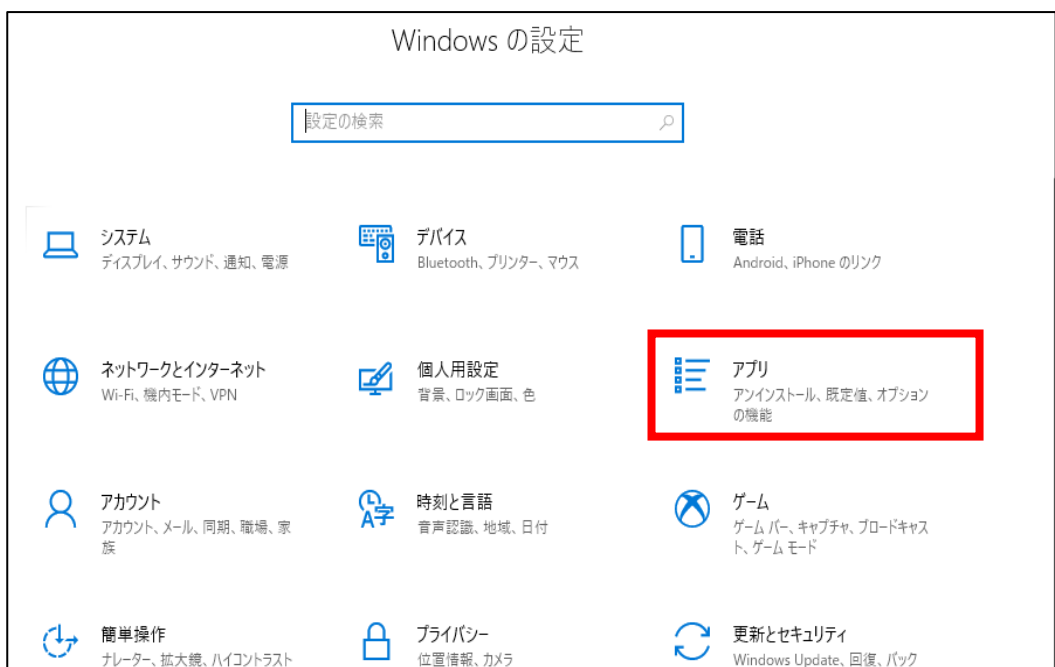 Windows の設定
設定の検索
システム
ディスプレイ、サウンド、通知、電源
デバイス
Bluetooth、プリンター、マウス
電話
Android、iPhone のリンク
ネットワークとインターネット
Wi-Fi、機内モード、VPN
個人用設定
背景、ロック画面、色
アプリ
アンインストール、既定値、オプション
の機能
アカウント
アカウント、メール、同期、職場、家
族
時刻と言語
音声認識、地域、日付
ゲーム
ゲーム バー、キャプチャ、ブロードキャス
ト、ゲーム モード
簡単操作
ナレーター、拡大鏡、ハイコントラスト
プライバシー
位置情報、カメラ
更新とセキュリティ
Windows Update、回復、バック